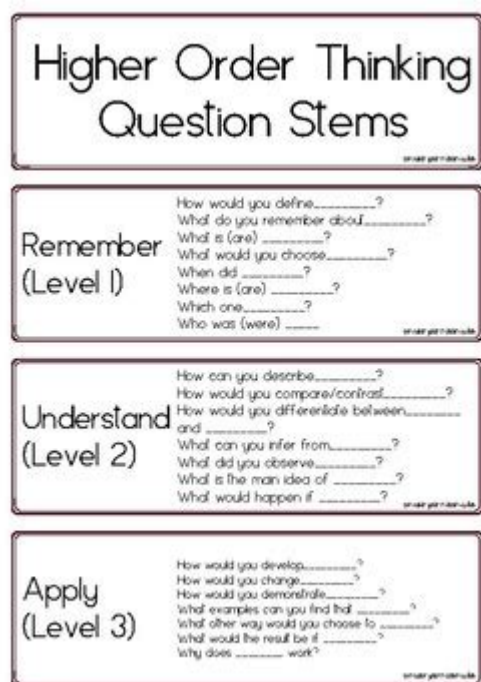 Higher Order Thinking
Question Stems
Remember
(Level 1)
How would you define_________?
What do you remember about_________?
What is (are) _________?
What would you choose_________?
When did _________?
Where is (are) _________?
Which one_________?
Who was (were) _____
Understand
(Level 2)
How can you describe_________?
How would you compare/contrast_________?
How would you differentiate between________
and _________?
What can you infer from_________?
What did you observe_________?
What is the main idea of _________?
What would happen if _________?
Apply
(Level 3)
How would you develop_________?
How would you change_________?
How would you demonstrate_________?
What examples can you find that _________?
What other way would you choose to _________?
What would the result be if _________?
Why does ________ work?